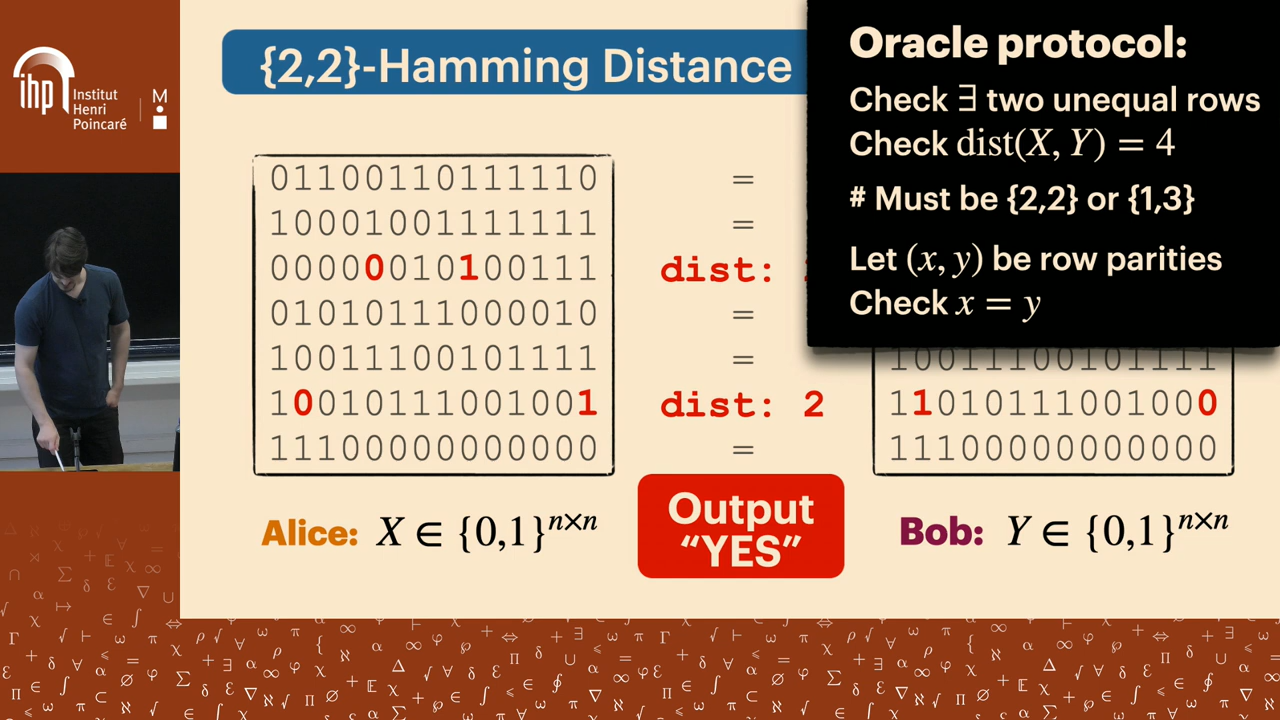 ihp
Institut
Henri
Poincaré
M
{2,2}-Hamming Distance
Oracle protocol:
Check ∃ two unequal rows
Check dist(X, Y) = 4
# Must be {2,2} or {1,3}
Let (x, y) be row parities
Check x = y
01100110111110 =
10001001111111 =
00000010100111 dist:
01010111000010 =
10011100101111 = 10011100101111
10010111001001 dist: 2 11010111001000
11100000000000 = 11100000000000
Output
“YES”
Alice: X ∈ {0,1}ⁿˣⁿ
Bob: Y ∈ {0,1}ⁿˣⁿ